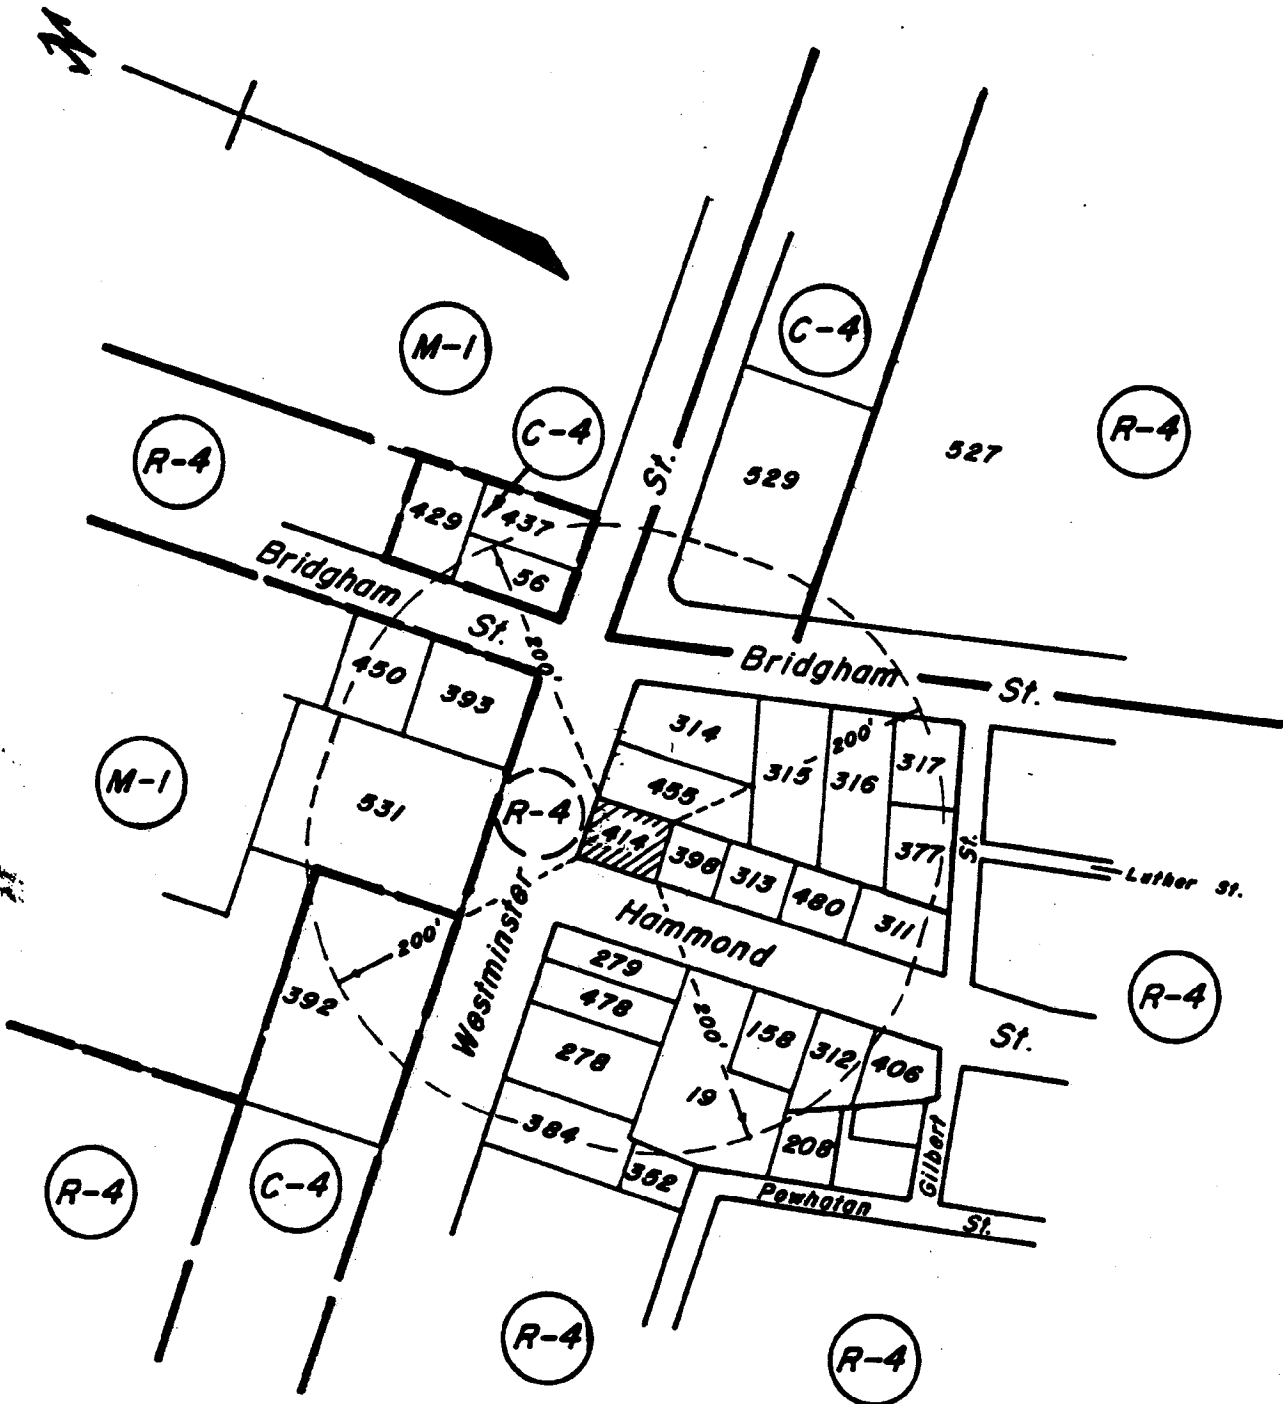 N
M-1
C-4
C-4
R-4
R-4
527
529
St.
429
437
56
Bridgham
St.
200'
Bridgham
St.
450
393
314
200'
315
316
317
M-1
531
R-4
455
414
398
313
480
311
377
St.
Luther St.
Hammond
St.
Westminster
200'
392
279
478
278
384
352
200'
19
158
312
406
208
R-4
Gilbert
Powhatan
St.
R-4
C-4
R-4
R-4